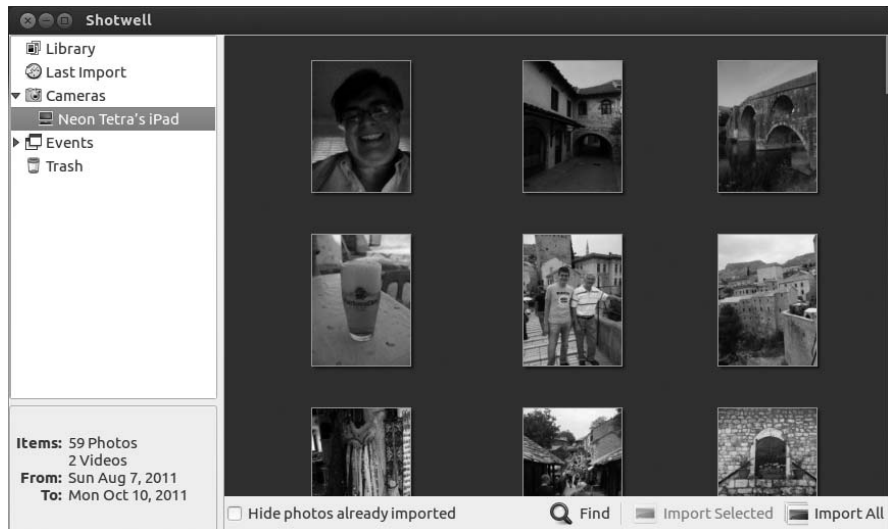 Shotwell
Library
Last Import
Cameras
Neon Tetra's iPad
Events
Trash
Items: 59 Photos
2 Videos
From: Sun Aug 7, 2011
To: Mon Oct 10, 2011
Hide photos already imported
Find
Import Selected
Import All